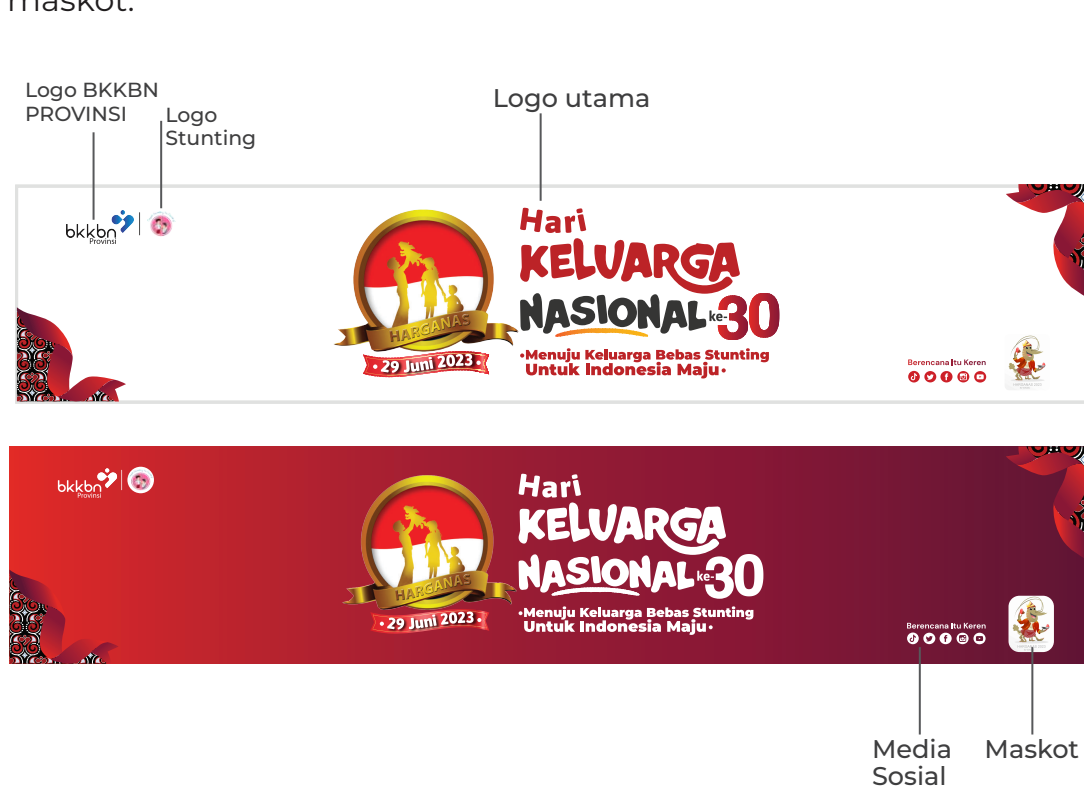 maskot.
Logo BKKBN
PROVINSI
Logo
Stunting
Logo utama
bkkbn
Provinsi
HARGANAS
29 Juni 2023
Hari
KELUARGA
NASIONAL ke-30
•Menuju Keluarga Bebas Stunting
Untuk Indonesia Maju•
Berencana Itu Keren
bkkbn
Provinsi
HARGANAS
• 29 Juni 2023 •
Hari
KELUARGA
NASIONAL ke-30
•Menuju Keluarga Bebas Stunting
Untuk Indonesia Maju•
Berencana Itu Keren
Media
Sosial
Maskot